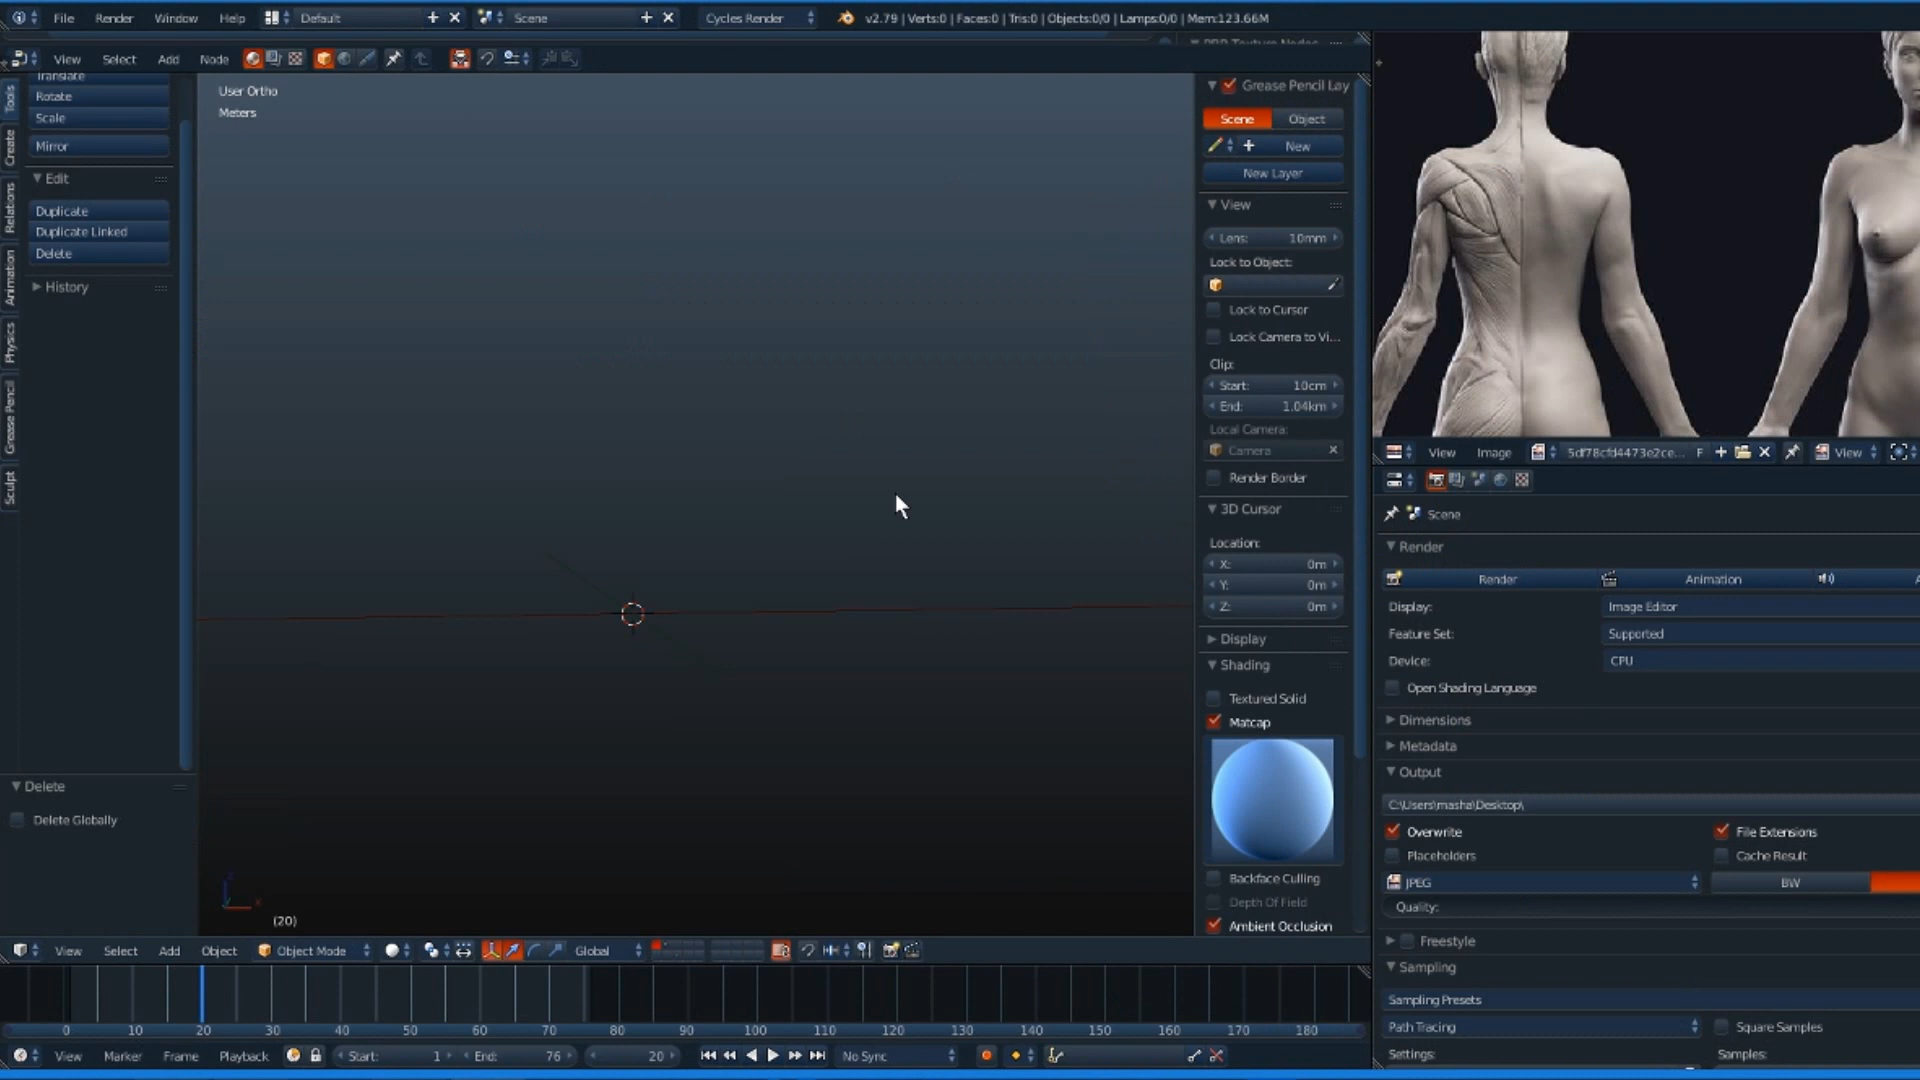 File Render Window Help Default Scene Cycles Render v2.79 | Verts:0 | Faces:0 | Tris:0 | Objects:0/0 | Lamps:0/0 | Mem:123.66M
View Select Add Node
Translate
Rotate
Scale
Mirror
Edit
Duplicate
Duplicate Linked
Delete
History
Tools
Create
Relations
Animation
Physics
Grease Pencil
Sculpt
Delete
Delete Globally
User Ortho
Meters
(20)
Grease Pencil Lay
Scene Object
New
New Layer
View
Lens: 10mm
Lock to Object:
Lock to Cursor
Lock Camera to Vi...
Clip:
Start: 10cm
End: 1.04km
Local Camera:
Camera
Render Border
3D Cursor
Location:
X: 0m
Y: 0m
Z: 0m
Display
Shading
Textured Solid
Matcap
Backface Culling
Depth Of Field
Ambient Occlusion
View Image 5df78cfd4473e2ce... F View
Scene
Render
Render Animation
Display: Image Editor
Feature Set: Supported
Device: CPU
Open Shading Language
Dimensions
Metadata
Output
C:\Users\masha\Desktop\
Overwrite File Extensions
Placeholders Cache Result
JPEG BW
Quality:
Freestyle
Sampling
Sampling Presets
Path Tracing Square Samples
Settings: Samples:
View Select Add Object Object Mode Global
0 10 20 30 40 50 60 70 80 90 100 110 120 130 140 150 160 170 180
View Marker Frame Playback Start: 1 End: 76 20 No Sync